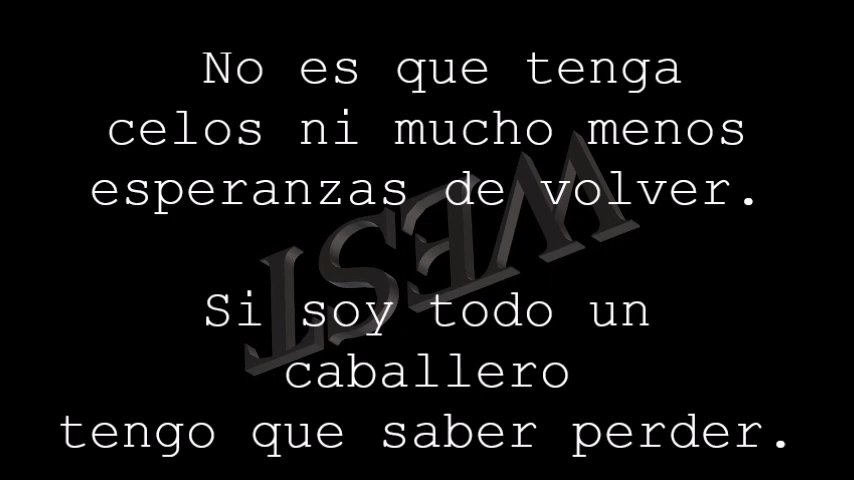 No es que tenga
celos ni mucho menos
esperanzas de volver.
Si soy todo un
caballero
tengo que saber perder.
WEST